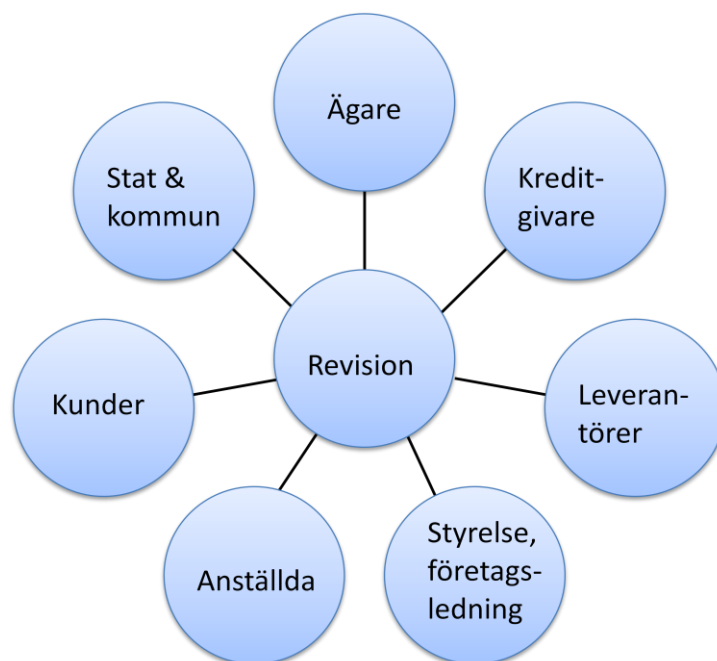 Ägare
Stat &
kommun
Kredit-
givare
Revision
Kunder
Leveran-
törer
Anställda
Styrelse,
företags-
ledning